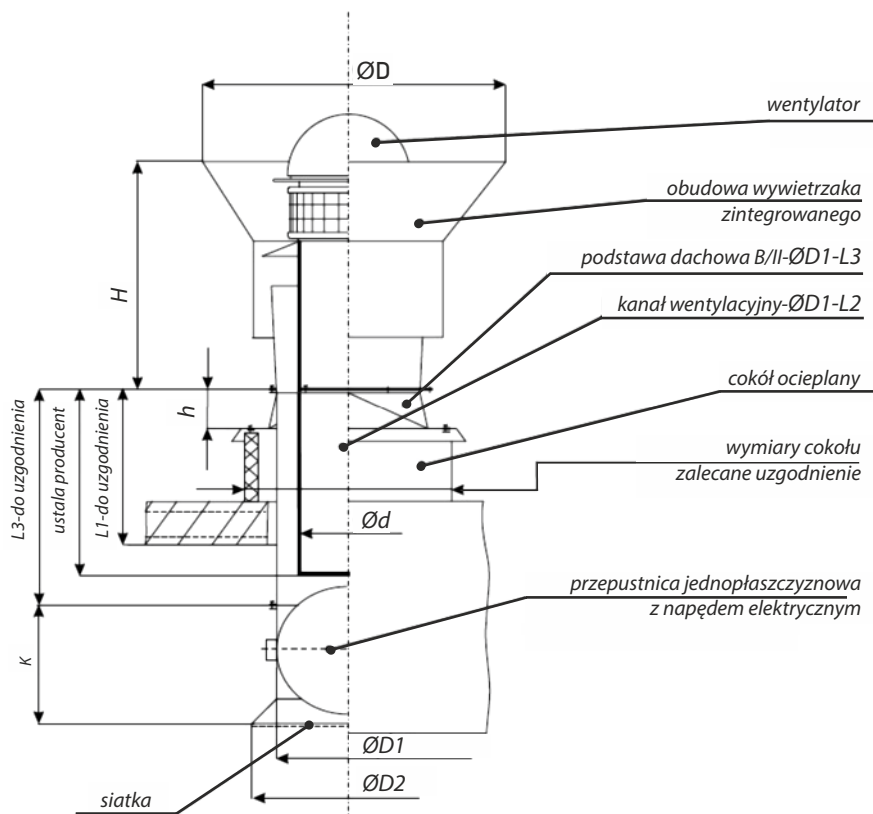 ØD
wentylator
obudowa wywietrzaka
zintegrowanego
podstawa dachowa B/II-ØD1-L3
kanał wentylacyjny-ØD1-L2
cokół ocieplany
wymiary cokołu
zalecane uzgodnienie
przepustnica jednopłaszczyznowa
z napędem elektrycznym
H
h
L3-do uzgodnienia
ustala producent
L1-do uzgodnienia
Ød
K
ØD1
ØD2
siatka